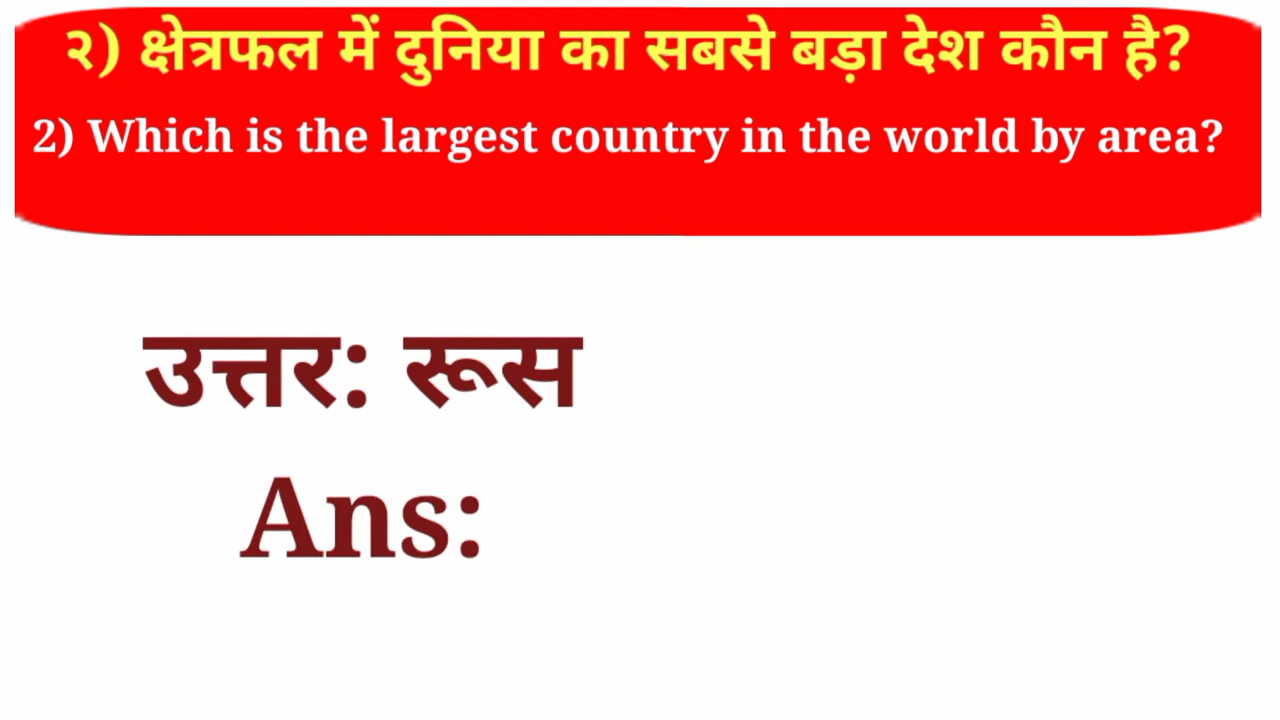 २) क्षेत्रफल में दुनिया का सबसे बड़ा देश कौन है?
2) Which is the largest country in the world by area?
उत्तर: रूस
Ans: